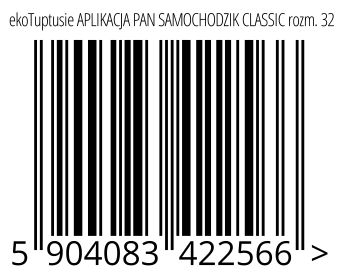 ekoTuptusie APLIKACJA PAN SAMOCHODZIK CLASSIC rozm. 32
5 904083 422566 >